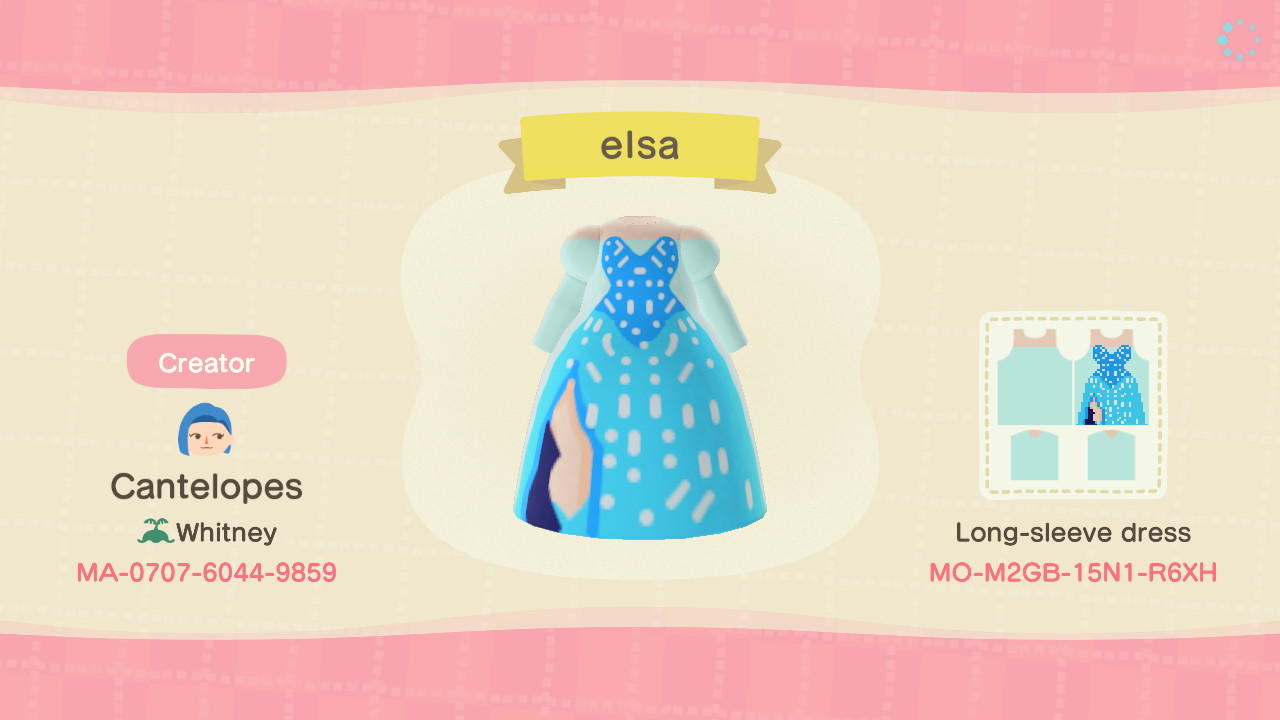 elsa
Creator
Cantelopes
Whitney
MA-0707-6044-9859
Long-sleeve dress
MO-M2GB-15N1-R6XH